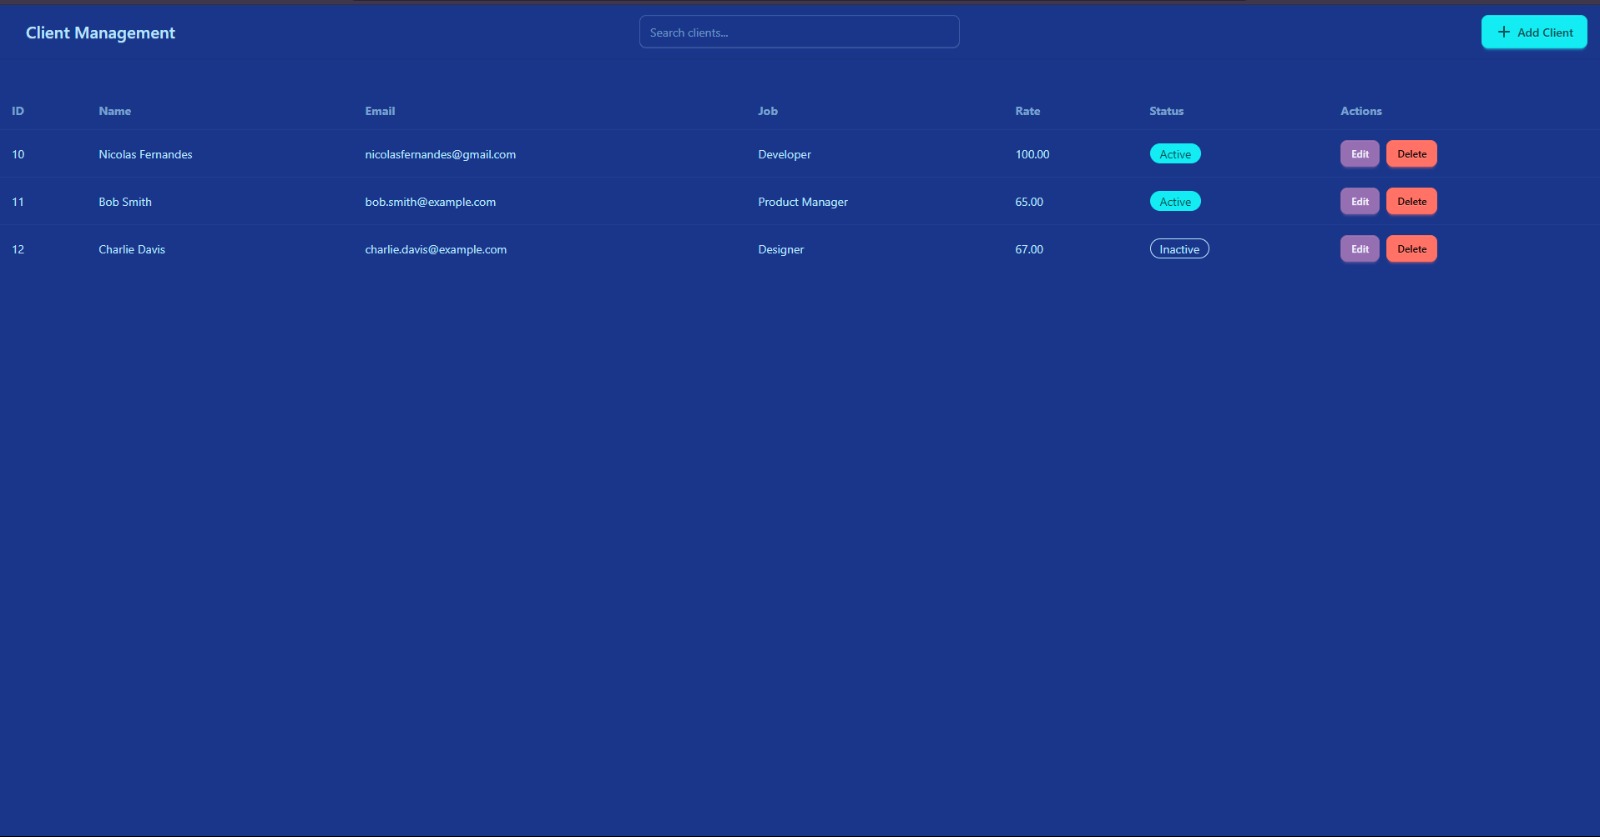 Client Management Search clients... + Add Client
ID Name Email Job Rate Status Actions
10 Nicolas Fernandes nicolasfernandes@gmail.com Developer 100.00 Active Edit Delete
11 Bob Smith bob.smith@example.com Product Manager 65.00 Active Edit Delete
12 Charlie Davis charlie.davis@example.com Designer 67.00 Inactive Edit Delete